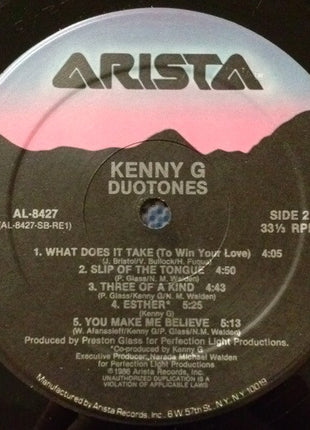 ARISTA
KENNY G
DUOTONES
AL-8427
SIDE 2
(AL-8427-SB-RE1)
33⅓ RPM
1. WHAT DOES IT TAKE (To Win Your Love) 4:05
(J. Bristol/V. Bullock/H. Fuqua)
2. SLIP OF THE TONGUE 4:50
(P. Glass/Kenny G/N. M. Walden)
3. THREE OF A KIND 4:43
(P. Glass/Kenny G/N. M. Walden)
4. ESTHER* 5:25
(Kenny G)
5. YOU MAKE ME BELIEVE 5:13
(W. Afanasieff/Kenny G/P. Glass/N. M. Walden)
Produced by Preston Glass for Perfection Light Productions.
*Co-produced by Kenny G
Executive Producer, Narada Michael Walden
for Perfection Light Productions
Ⓟ 1986 Arista Records, Inc.
UNAUTHORIZED DUPLICATION IS A
VIOLATION OF APPLICABLE LAWS
Manufactured by Arista Records, Inc. 6 W. 57th St., N.Y., N.Y. 10019